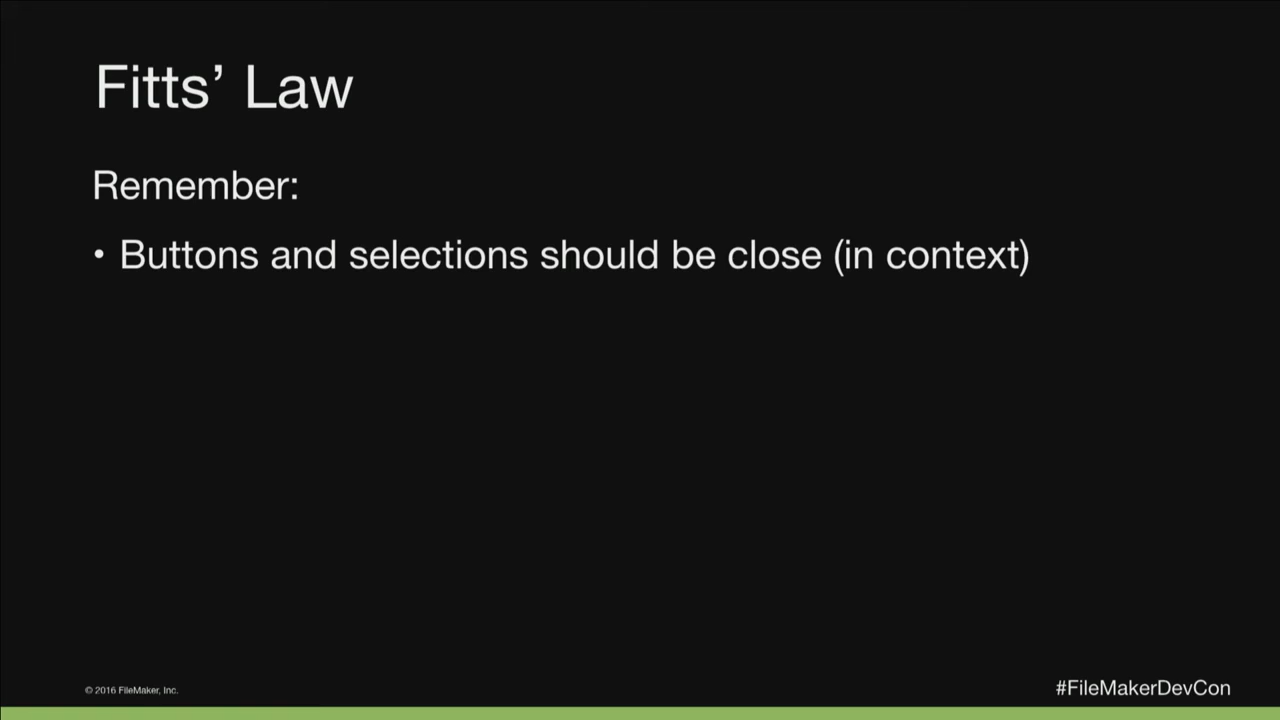 Fitts’ Law
Remember:
• Buttons and selections should be close (in context)
© 2016 FileMaker, Inc.
#FileMakerDevCon